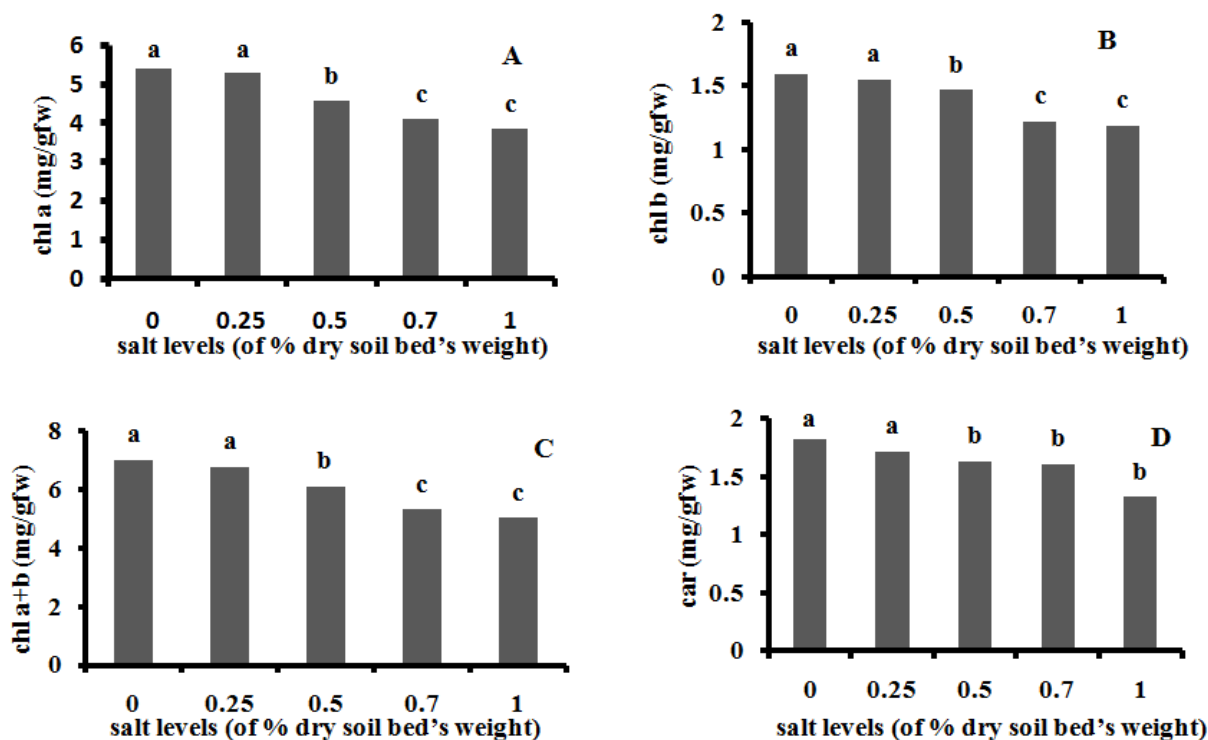 6
5
4
3
2
1
0
chl a (mg/gfw)
a a b c c
A
0 0.25 0.5 0.7 1
salt levels (of % dry soil bed’s weight)
2
1.5
1
0.5
0
chl b (mg/gfw)
a a b c c
B
0 0.25 0.5 0.7 1
salt levels (of % dry soil bed’s weight)
8
6
4
2
0
chl a+b (mg/gfw)
a a b c c
C
0 0.25 0.5 0.7 1
salt levels (of % dry soil bed’s weight)
2
1.5
1
0.5
0
car (mg/gfw)
a a b b b
D
0 0.25 0.5 0.7 1
salt levels (of % dry soil bed’s weight)